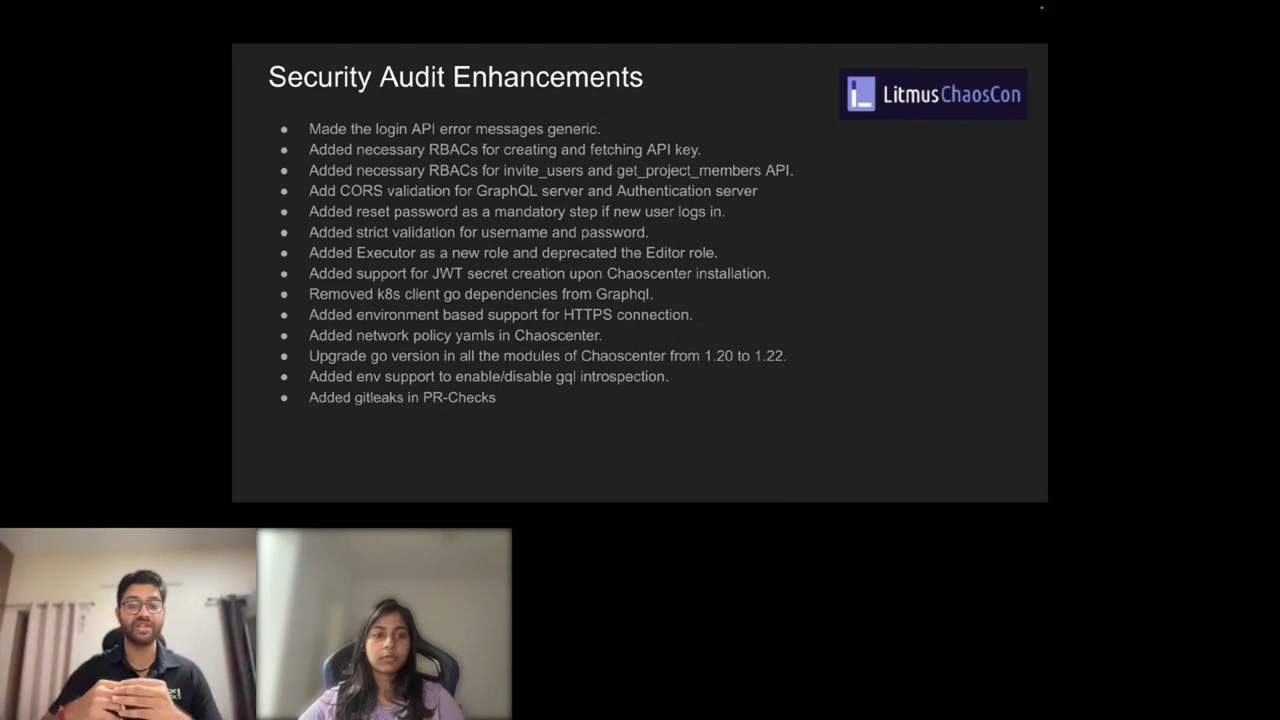 Security Audit Enhancements
LitmusChaosCon
● Made the login API error messages generic.
● Added necessary RBACs for creating and fetching API key.
● Added necessary RBACs for invite_users and get_project_members API.
● Add CORS validation for GraphQL server and Authentication server
● Added reset password as a mandatory step if new user logs in.
● Added strict validation for username and password.
● Added Executor as a new role and deprecated the Editor role.
● Added support for JWT secret creation upon Chaoscenter installation.
● Removed k8s client go dependencies from Graphql.
● Added environment based support for HTTPS connection.
● Added network policy yamls in Chaoscenter.
● Upgrade go version in all the modules of Chaoscenter from 1.20 to 1.22.
● Added env support to enable/disable gql introspection.
● Added gitleaks in PR-Checks